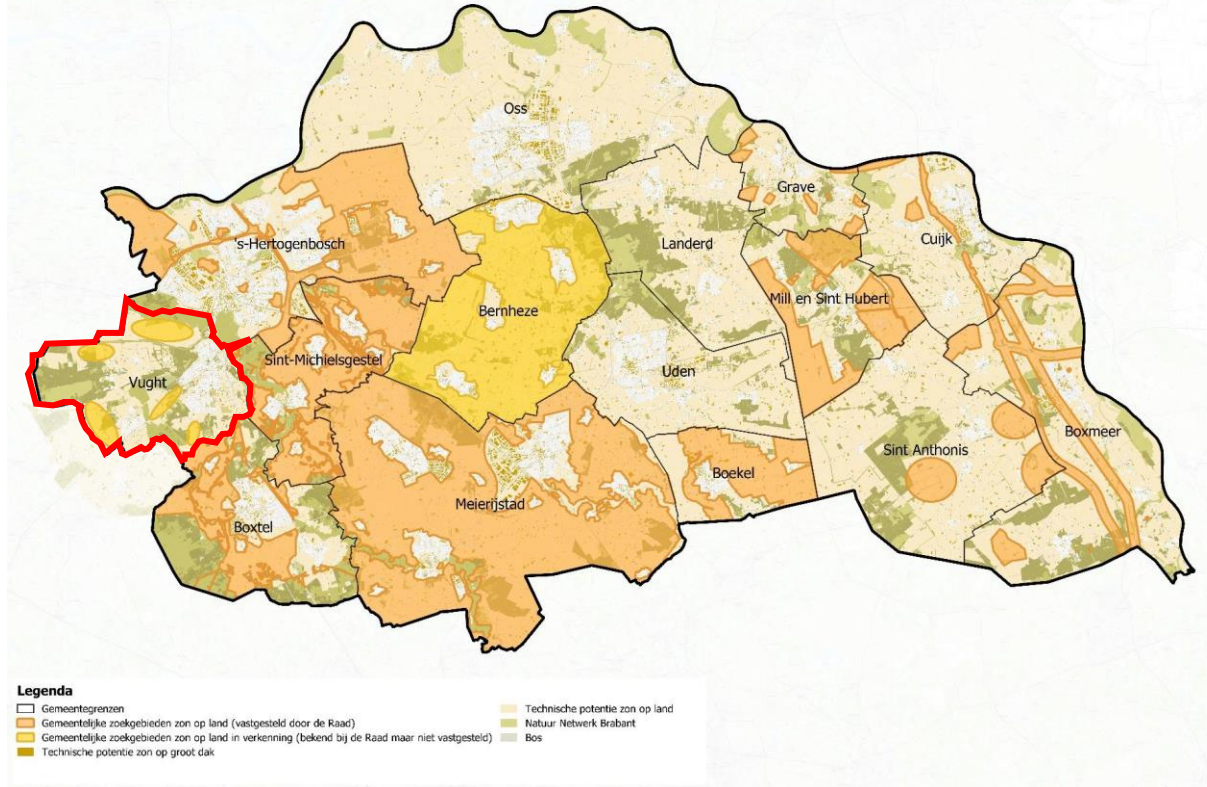 Oss
Grave
's-Hertogenbosch
Landerd
Cuijk
Mill en Sint Hubert
Bernheze
Sint-Michielsgestel
Vught
Uden
Boxmeer
Sint Anthonis
Boekel
Meierijstad
Boxtel
Legenda
Gemeentegrenzen
Gemeentelijke zoekgebieden zon op land (vastgesteld door de Raad)
Gemeentelijke zoekgebieden zon op land in verkenning (bekend bij de Raad maar niet vastgesteld)
Technische potentie zon op groot dak
Technische potentie zon op land
Natuur Netwerk Brabant
Bos